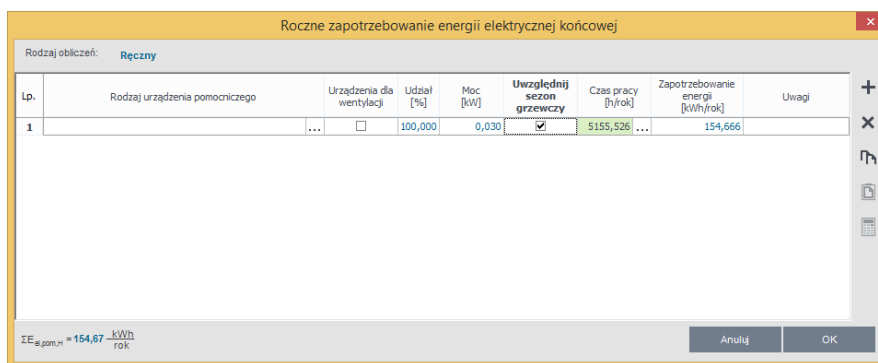 Roczne zapotrzebowanie energii elektrycznej końcowej
Rodzaj obliczeń: Ręczny
Lp. Rodzaj urządzenia pomocniczego Urządzenia dla wentylacji Udział [%] Moc [kW] Uwzględnij sezon grzewczy Czas pracy [h/rok] Zapotrzebowanie energii [kWh/rok] Uwagi
1 ... 100,000 0,030 5155,526 ... 154,666
ΣEel,pom,H = 154,67 kWh/rok
Anuluj OK